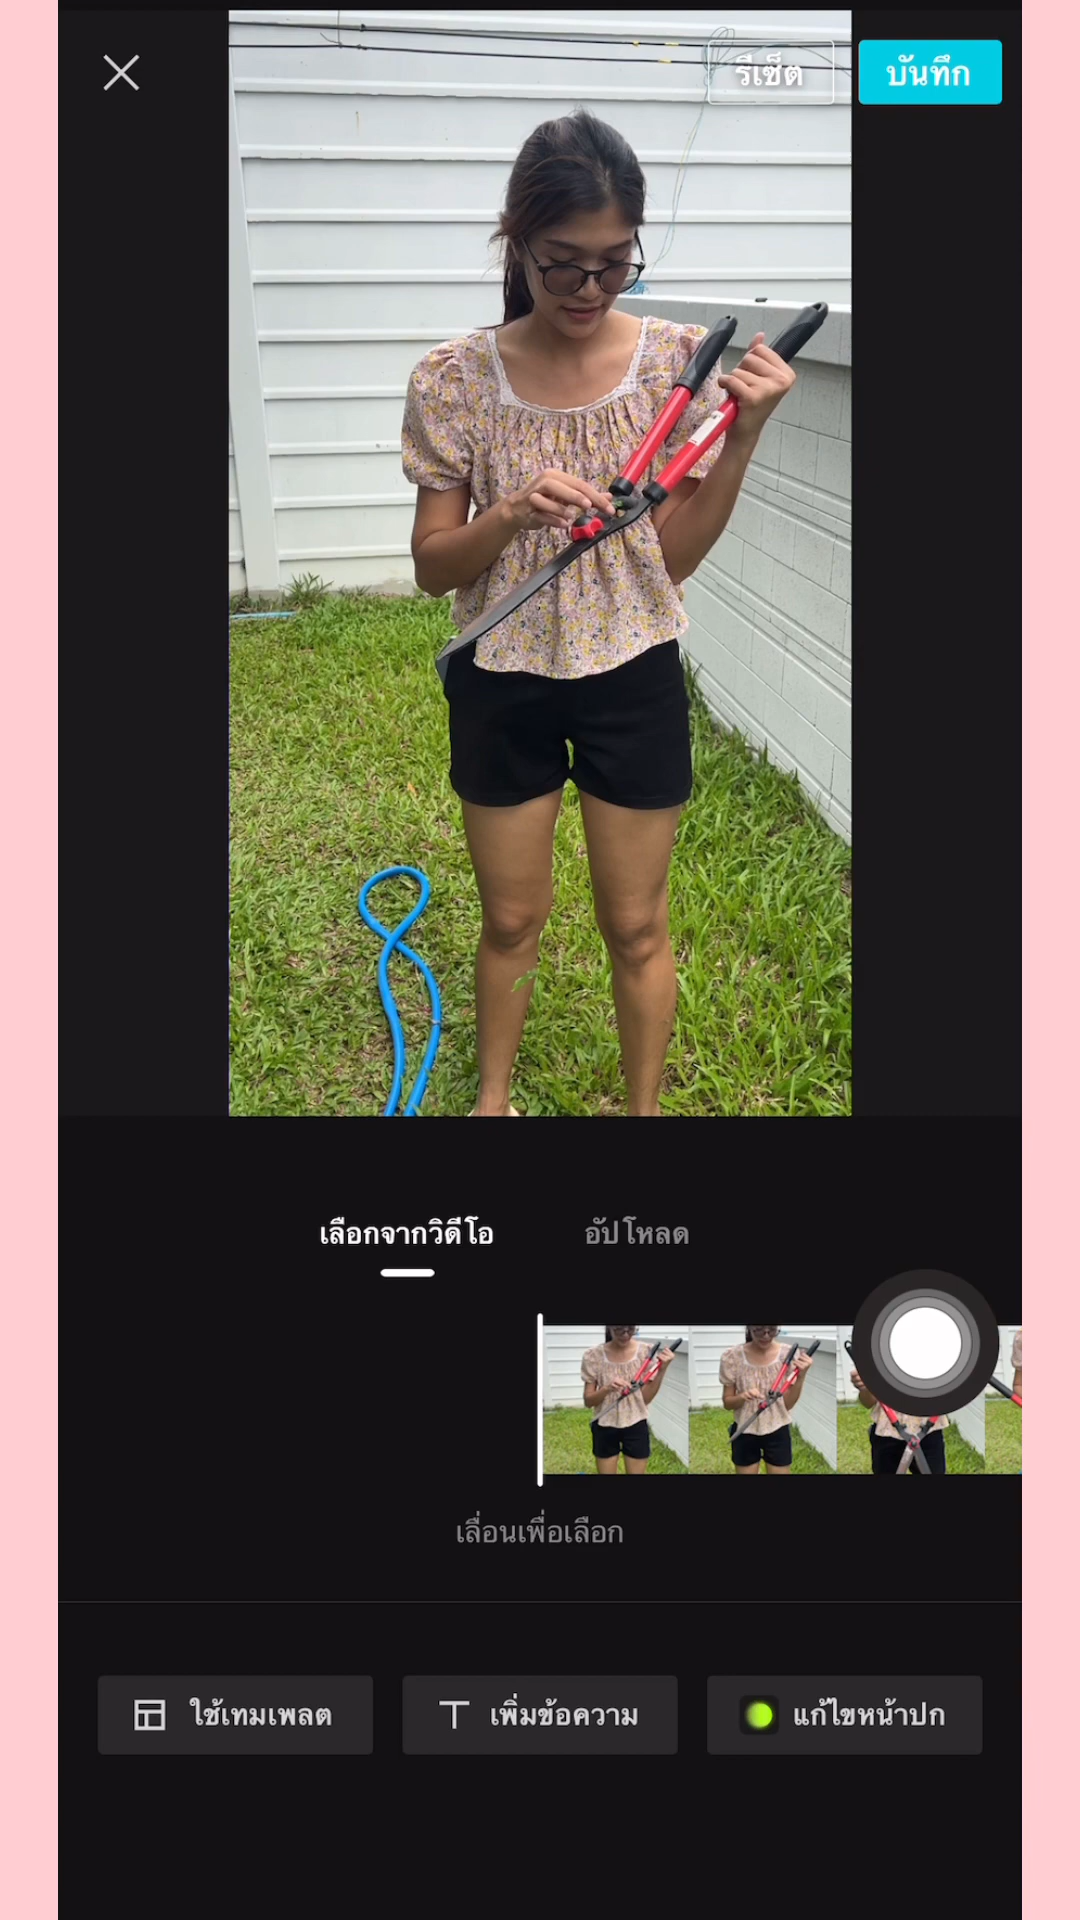 รีเซ็ต
บันทึก
เลือกจากวิดีโอ
อัปโหลด
เลื่อนเพื่อเลือก
ใช้เทมเพลต
เพิ่มข้อความ
แก้ไขหน้าปก